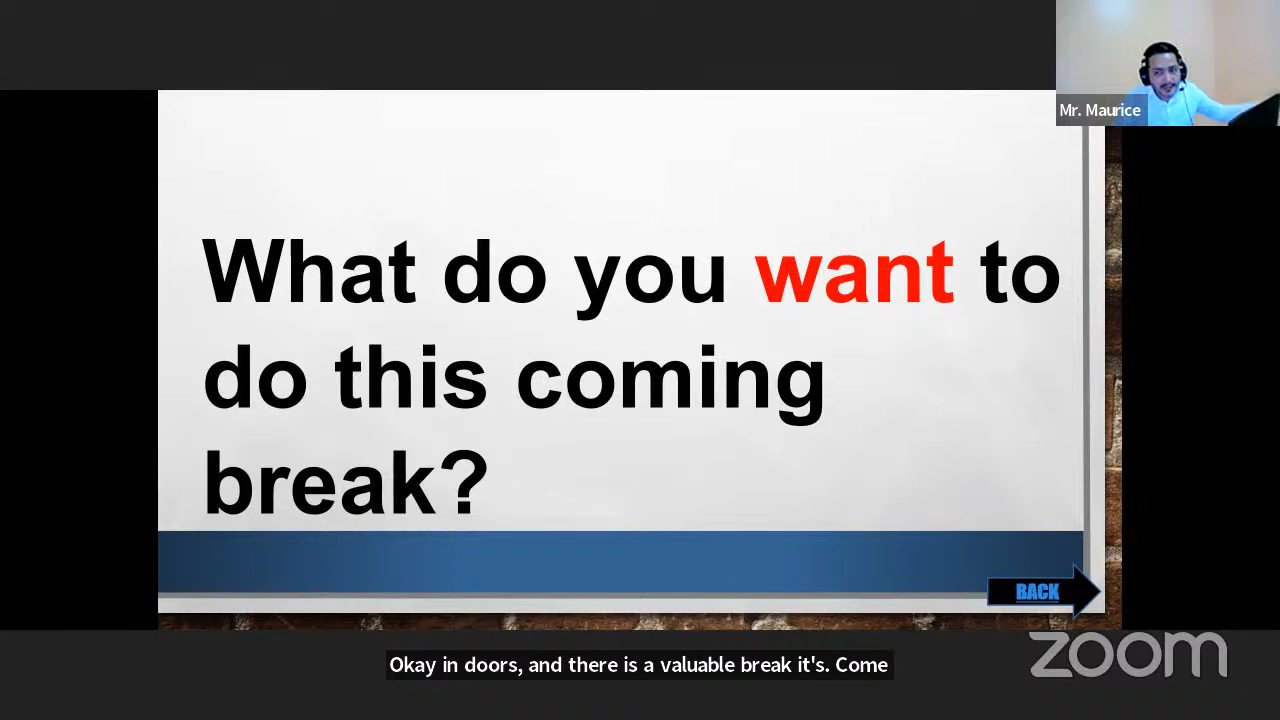 Mr. Maurice
What do you want to
do this coming
break?
BACK
zoom
Okay in doors, and there is a valuable break it's. Come